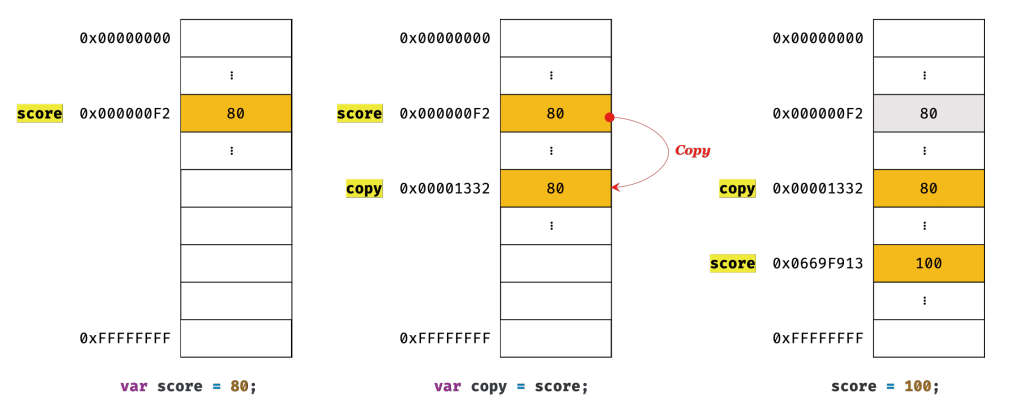 0x00000000
⋮
score 0x000000F2 80
⋮
0xFFFFFFFF
var score = 80;
0x00000000
⋮
score 0x000000F2 80
⋮
Copy
copy 0x00001332 80
⋮
0xFFFFFFFF
var copy = score;
0x00000000
⋮
0x000000F2 80
⋮
copy 0x00001332 80
⋮
score 0x0669F913 100
⋮
0xFFFFFFFF
score = 100;